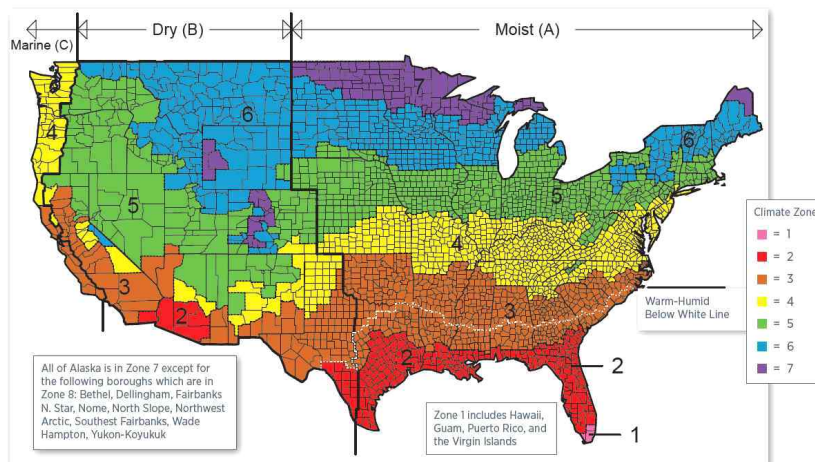 Marine (C)
Dry (B)
Moist (A)
7
6
6
6
4
5
5
4
3
3
2
2
2
1
Warm-Humid
Below White Line
Climate Zone
= 1
= 2
= 3
= 4
= 5
= 6
= 7
All of Alaska is in Zone 7 except for
the following boroughs which are in
Zone 8: Bethel, Dellingham, Fairbanks
N. Star, Nome, North Slope, Northwest
Arctic, Southest Fairbanks, Wade
Hampton, Yukon-Koyukuk
Zone 1 includes Hawaii,
Guam, Puerto Rico, and
the Virgin Islands